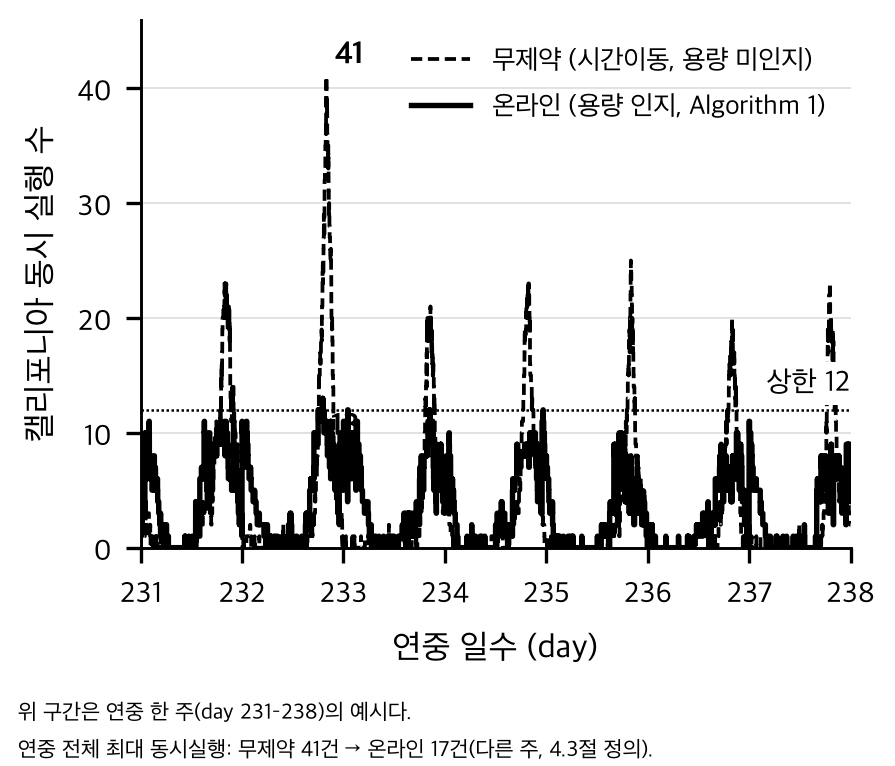 41
무제약 (시간이동, 용량 미인지)
온라인 (용량 인지, Algorithm 1)
캘리포니아 동시 실행 수
40
30
20
상한 12
10
0
231 232 233 234 235 236 237 238
연중 일수 (day)
위 구간은 연중 한 주(day 231-238)의 예시다.
연중 전체 최대 동시실행: 무제약 41건 → 온라인 17건(다른 주, 4.3절 정의).